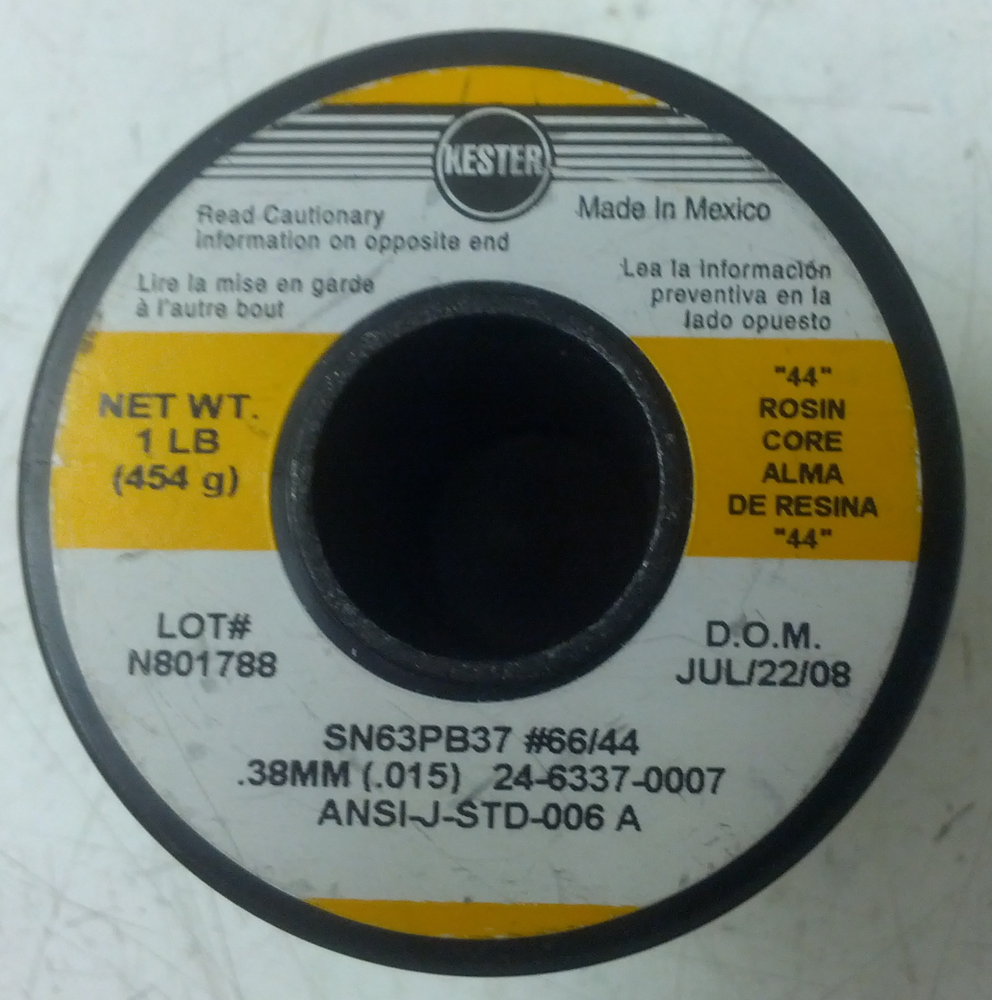 KESTER
Read Cautionary
information on opposite end
Made In Mexico
Lire la mise en garde
à l'autre bout
Lea la información
preventiva en la
lado opuesto
NET WT.
1 LB
(454 g)
"44"
ROSIN
CORE
ALMA
DE RESINA
"44"
LOT#
N801788
D.O.M.
JUL/22/08
SN63PB37 #66/44
.38MM (.015) 24-6337-0007
ANSI-J-STD-006 A